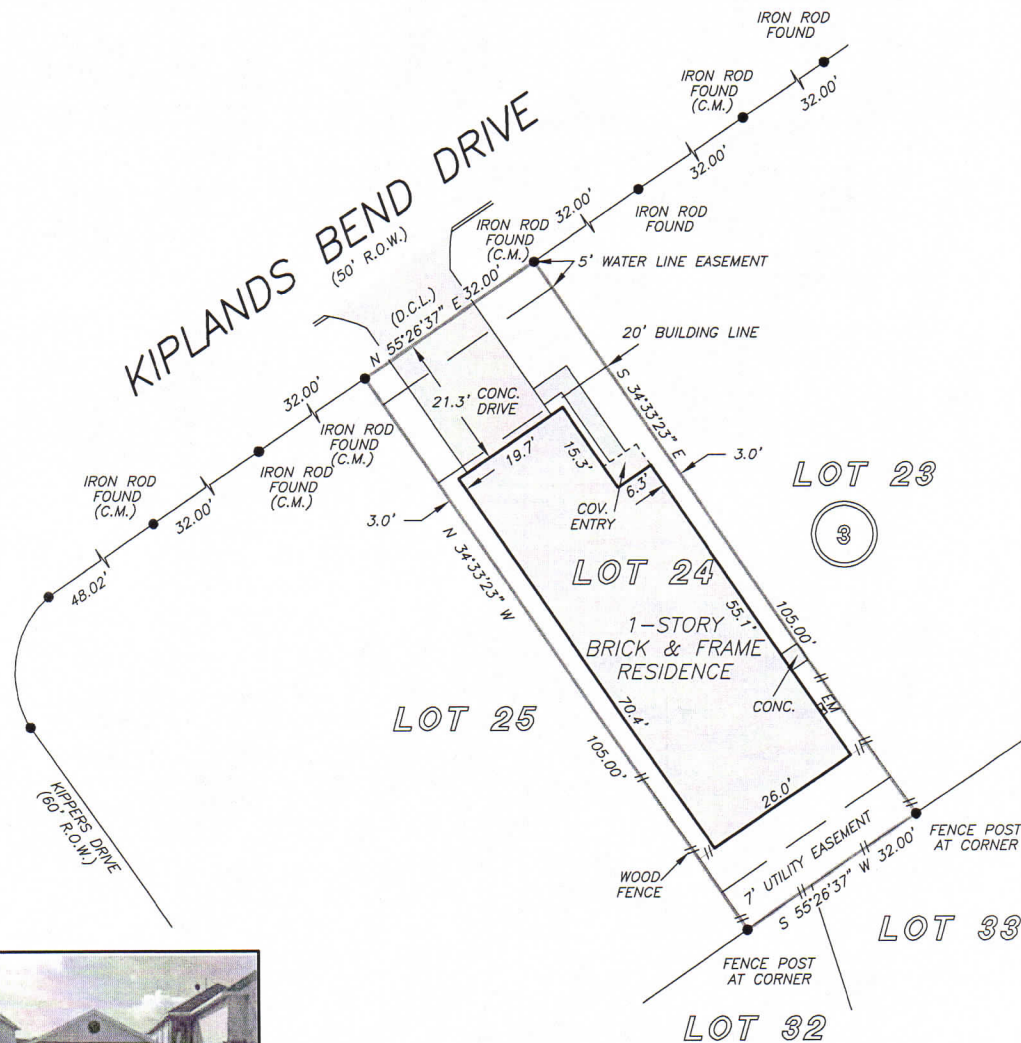 IRON ROD
FOUND
32.00'
IRON ROD
FOUND
(C.M.)
32.00'
IRON ROD
FOUND
32.00'
IRON ROD
FOUND
(C.M.)
5' WATER LINE EASEMENT
KIPLANDS BEND DRIVE
(50' R.O.W.)
(D.C.L.)
N 55°26'37" E 32.00'
20' BUILDING LINE
21.3' CONC.
DRIVE
32.00'
IRON ROD
FOUND
(C.M.)
IRON ROD
FOUND
(C.M.)
32.00'
IRON ROD
FOUND
(C.M.)
48.02'
KIPPERS DRIVE
(60' R.O.W.)
S 34°33'23" E
3.0'
LOT 23
3
19.7'
15.3'
6.3'
COV.
ENTRY
3.0'
N 34°33'23" W
LOT 24
1-STORY
BRICK & FRAME
RESIDENCE
55.1'
105.00'
CONC.
EM
LOT 25
70.4'
105.00'
26.0'
WOOD
FENCE
7' UTILITY EASEMENT
S 55°26'37" W 32.00'
FENCE POST
AT CORNER
LOT 33
FENCE POST
AT CORNER
LOT 32